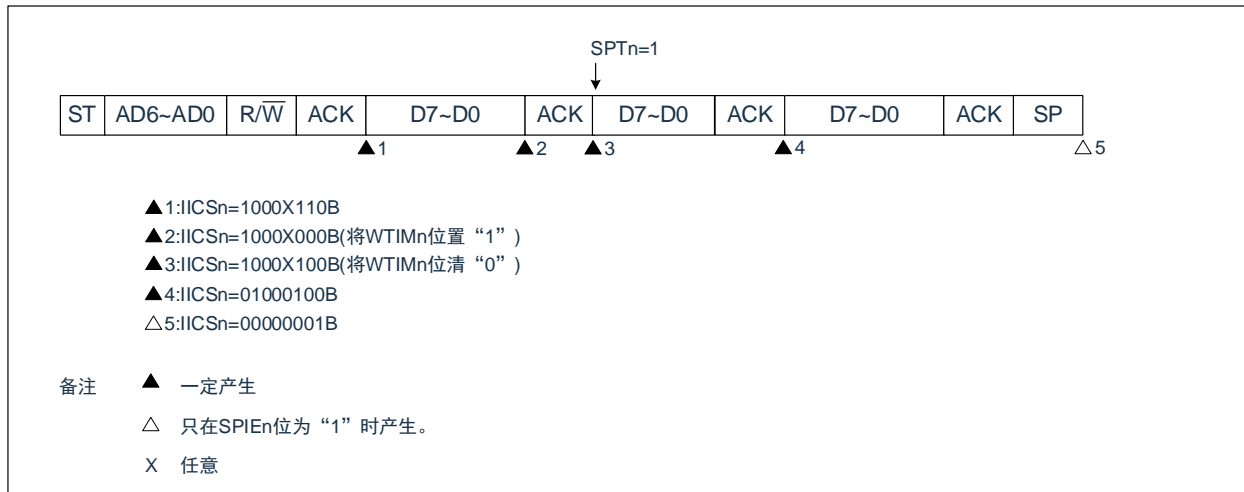 SPTn=1
ST AD6~AD0 R/W̅ ACK D7~D0 ACK D7~D0 ACK D7~D0 ACK SP
▲1 ▲2 ▲3 ▲4 △5
▲1:IICSn=1000X110B
▲2:IICSn=1000X000B(将WTIMn位置“1”)
▲3:IICSn=1000X100B(将WTIMn位清“0”)
▲4:IICSn=01000100B
△5:IICSn=00000001B
备注 ▲ 一定产生
△ 只在SPIEn位为“1”时产生。
X 任意